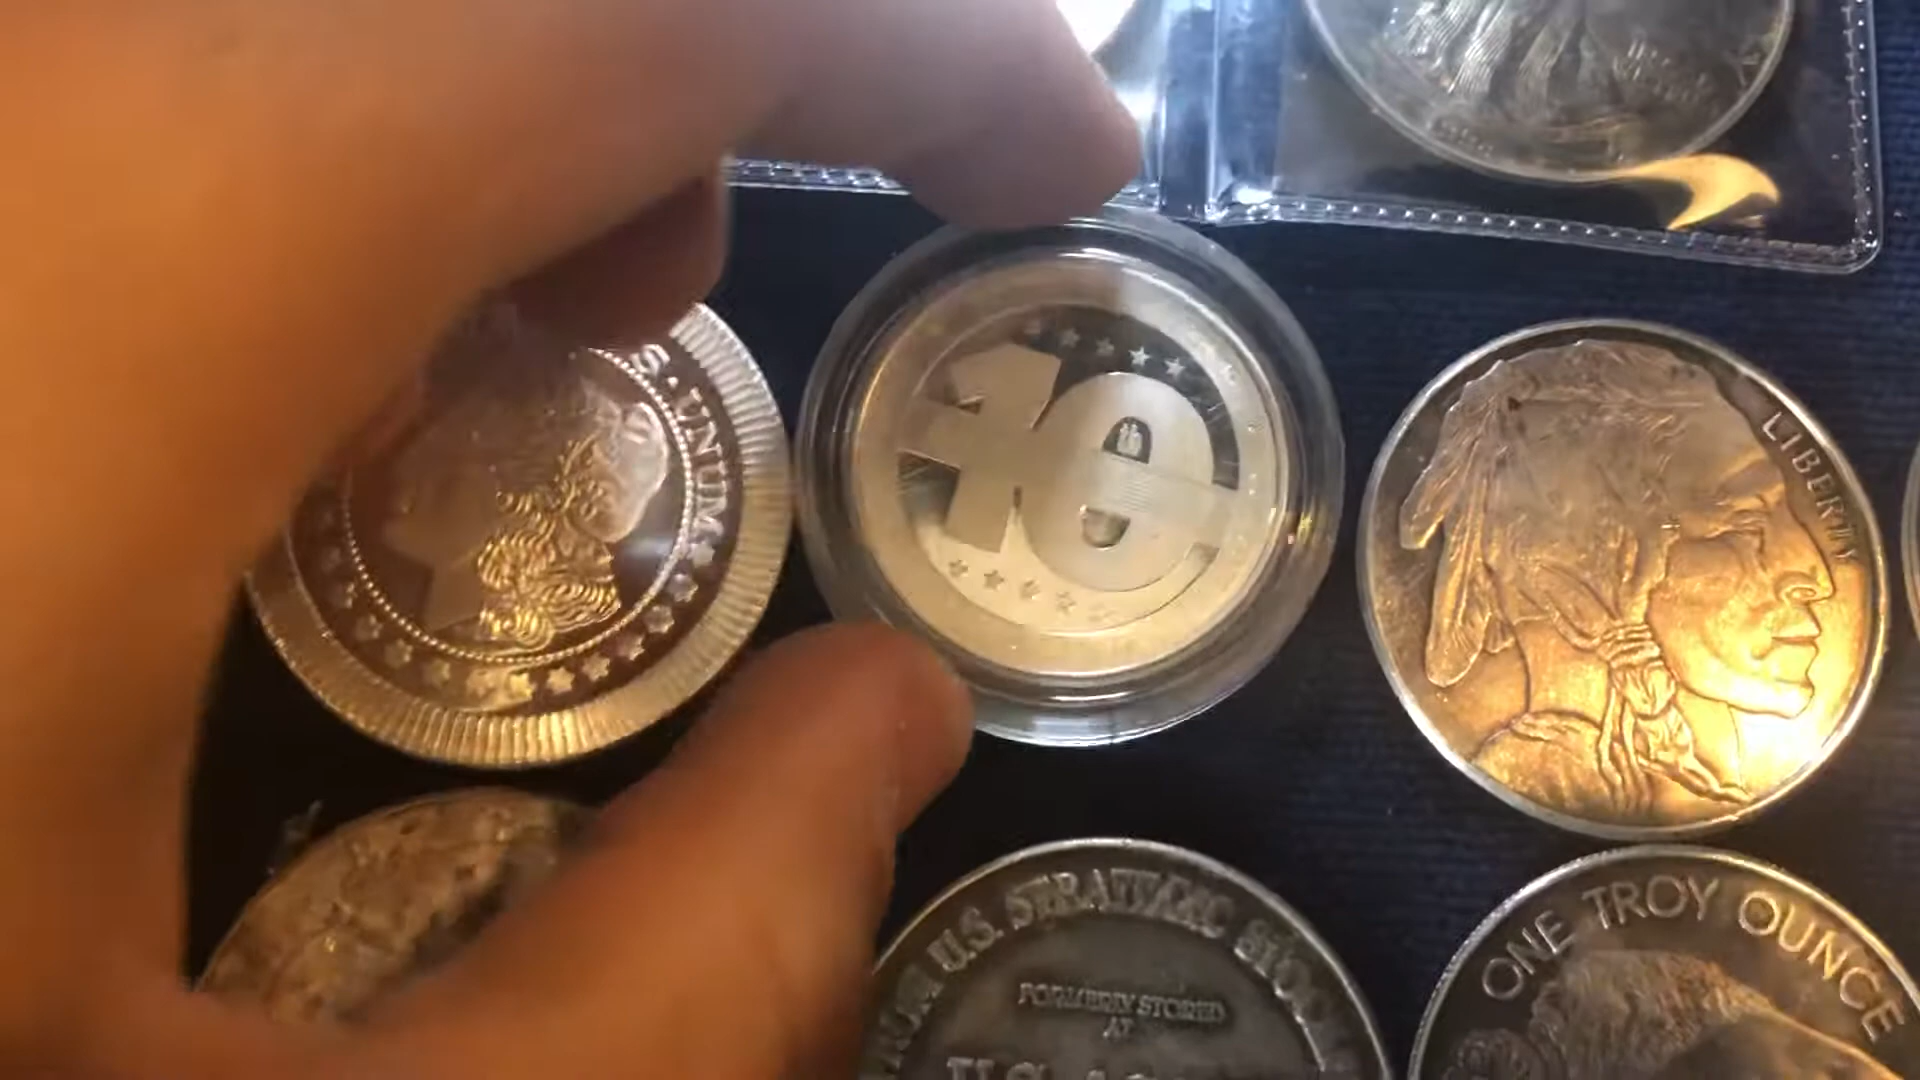 S. UNUM
10
LIBERTY
U.S. STRATEGIC
FORMERLY STORED
AT
ONE TROY OUNCE